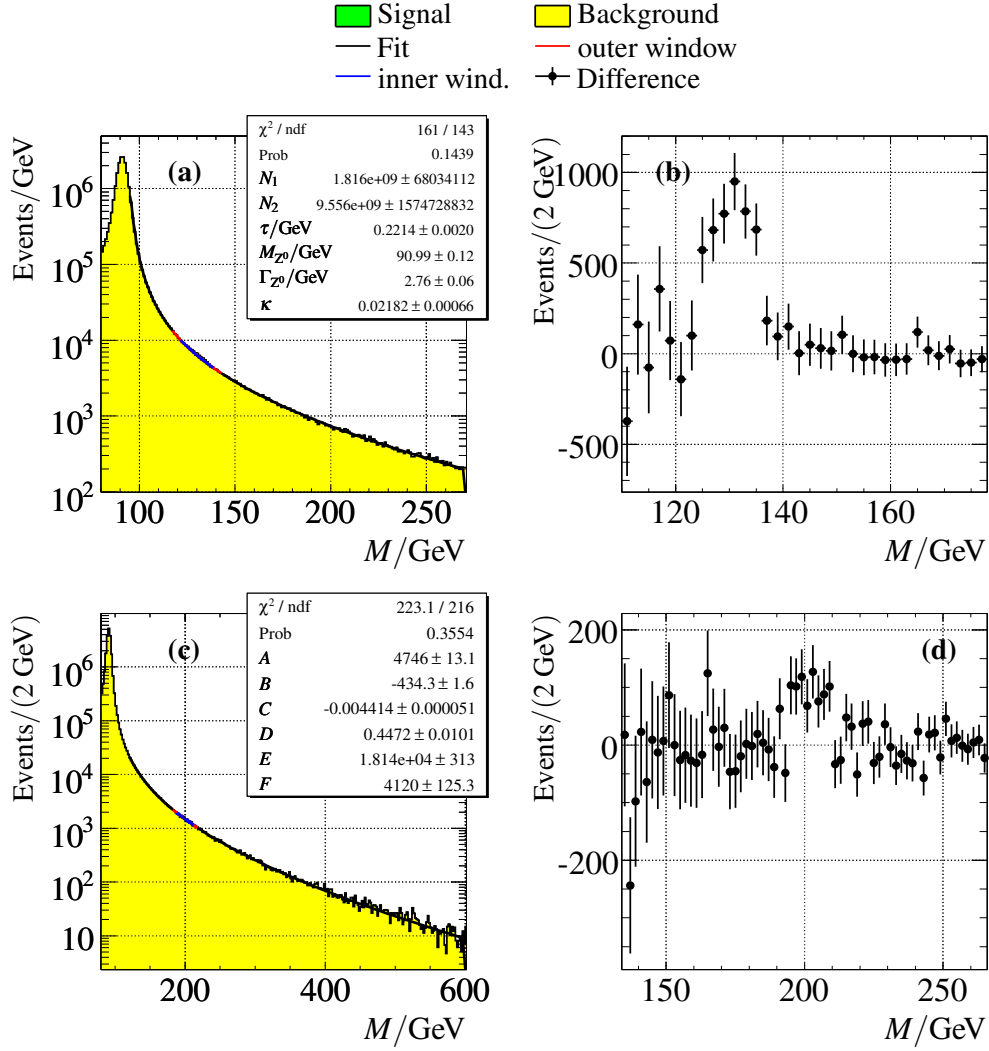 Signal Background
Fit outer window
inner wind. Difference
Events/GeV
(a)
χ² / ndf 161 / 143
Prob 0.1439
N₁ 1.816e+09 ± 68034112
N₂ 9.556e+09 ± 1574728832
τ/GeV 0.2214 ± 0.0020
M_Z⁰/GeV 90.99 ± 0.12
Γ_Z⁰/GeV 2.76 ± 0.06
κ 0.02182 ± 0.00066
10⁶
10⁵
10⁴
10³
10²
100 150 200 250
M/GeV
Events/(2 GeV)
(b)
1000
500
0
-500
120 140 160
M/GeV
Events/(2 GeV)
(c)
χ² / ndf 223.1 / 216
Prob 0.3554
A 4746 ± 13.1
B -434.3 ± 1.6
C -0.004414 ± 0.000051
D 0.4472 ± 0.0101
E 1.814e+04 ± 313
F 4120 ± 125.3
10⁶
10⁵
10⁴
10³
10²
10
200 400 600
M/GeV
Events/(2 GeV)
(d)
200
0
-200
150 200 250
M/GeV